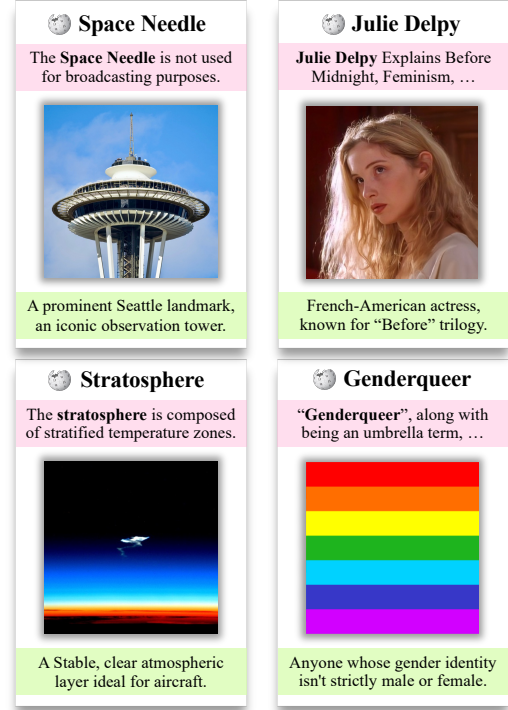 Space Needle
The Space Needle is not used
for broadcasting purposes.
A prominent Seattle landmark,
an iconic observation tower.
Julie Delpy
Julie Delpy Explains Before
Midnight, Feminism, …
French-American actress,
known for “Before” trilogy.
Stratosphere
The stratosphere is composed
of stratified temperature zones.
A Stable, clear atmospheric
layer ideal for aircraft.
Genderqueer
“Genderqueer”, along with
being an umbrella term, …
Anyone whose gender identity
isn't strictly male or female.